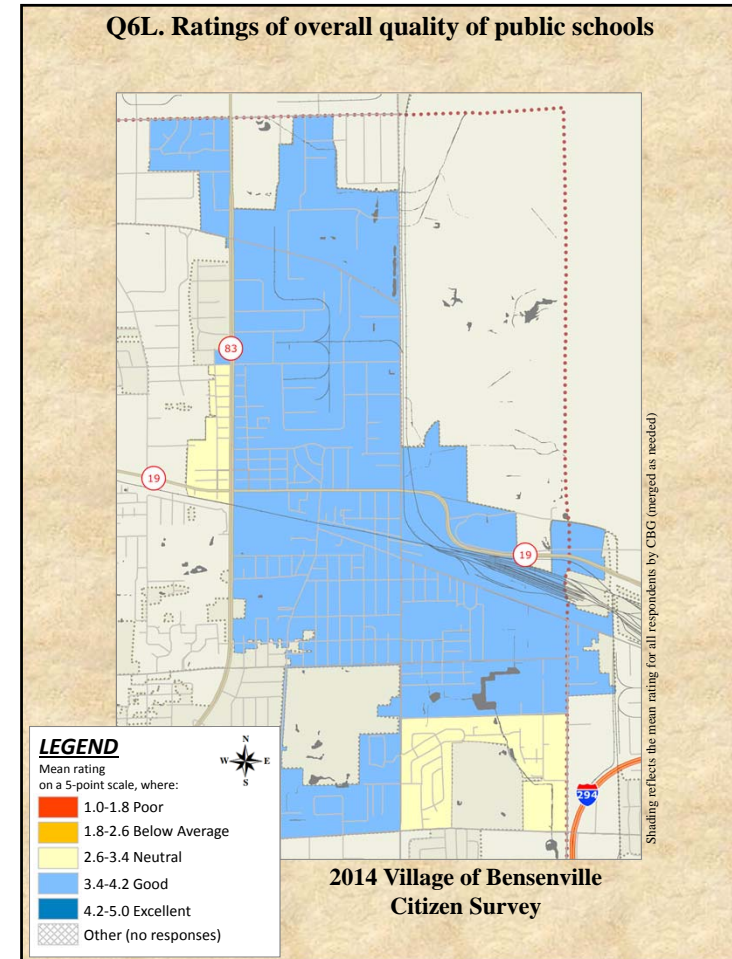 Q6L. Ratings of overall quality of public schools
83
19
19
294
Shading reflects the mean rating for all respondents by CBG (merged as needed)
LEGEND
Mean rating
on a 5-point scale, where:
1.0-1.8 Poor
1.8-2.6 Below Average
2.6-3.4 Neutral
3.4-4.2 Good
4.2-5.0 Excellent
Other (no responses)
N
W E
S
2014 Village of Bensenville
Citizen Survey